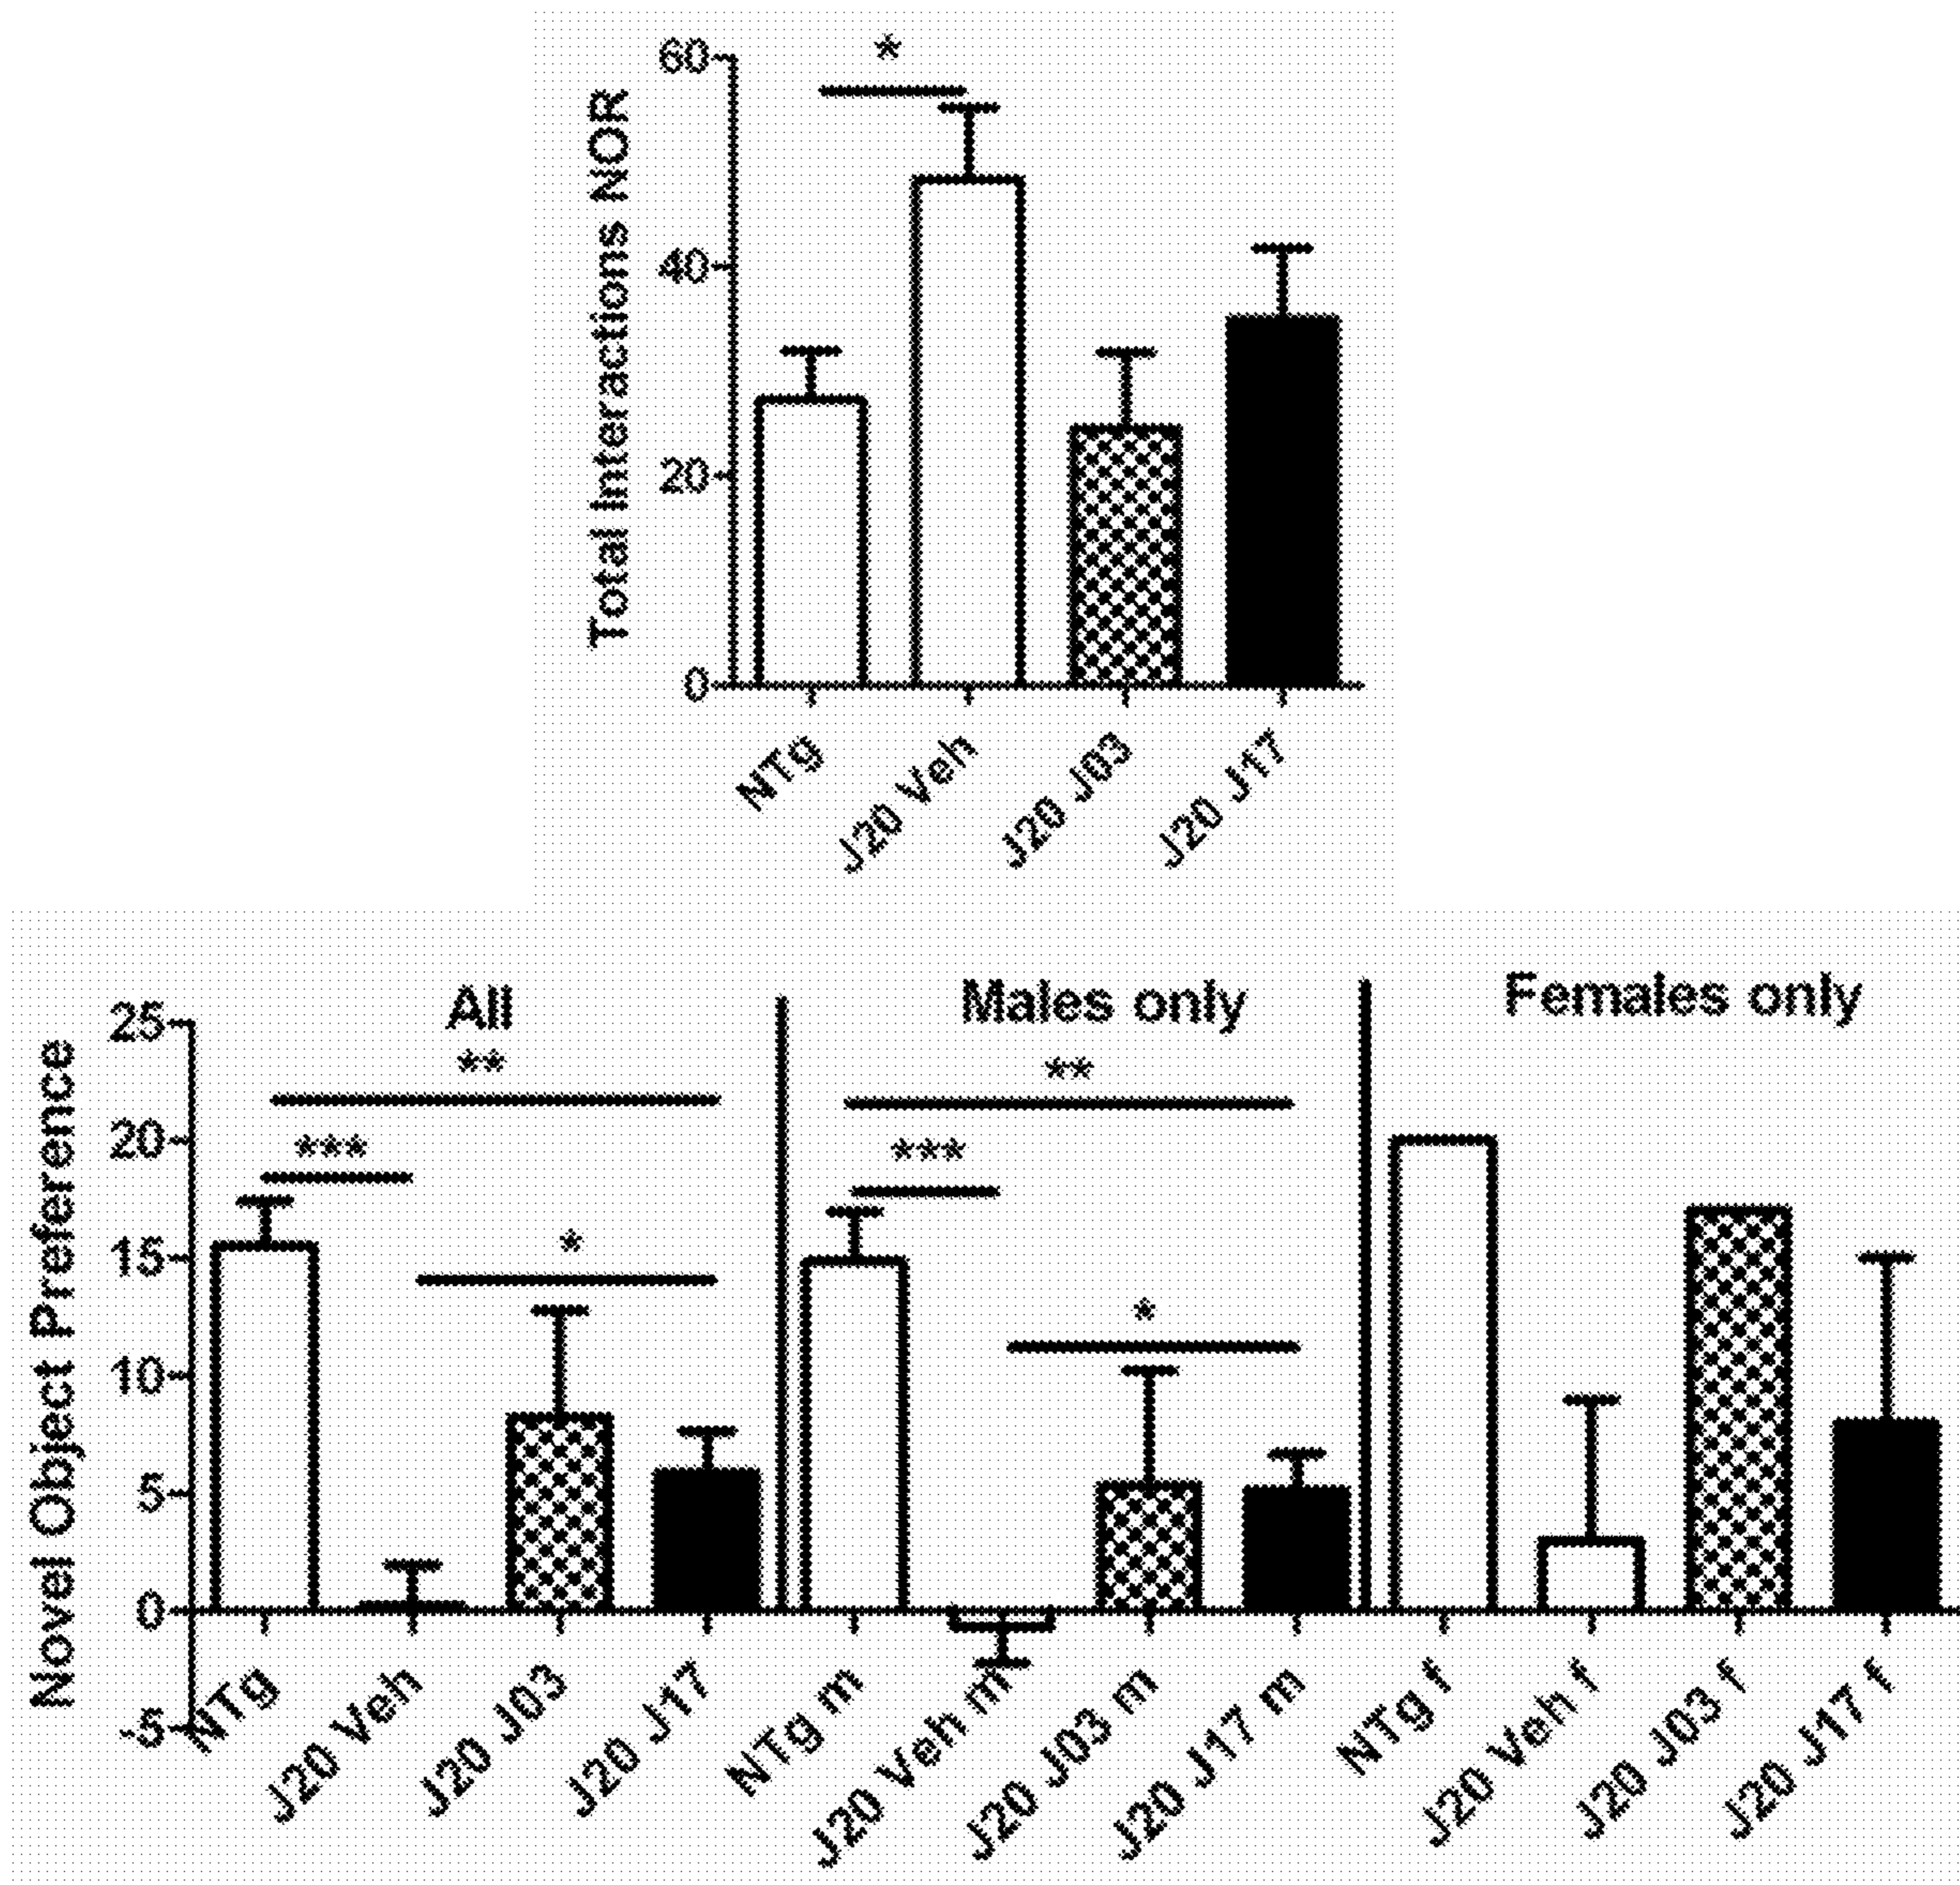 Total Interactions NOR
60
40
20
0
*
NTg
J20 Veh
J20 J03
J20 J17
Novel Object Preference
25
20
15
10
5
0
-5
All
**
***
*
Males only
**
***
*
Females only
NTg
J20 Veh
J20 J03
J20 J17
NTg m
J20 Veh m
J20 J03 m
J20 J17 m
NTg f
J20 Veh f
J20 J03 f
J20 J17 f